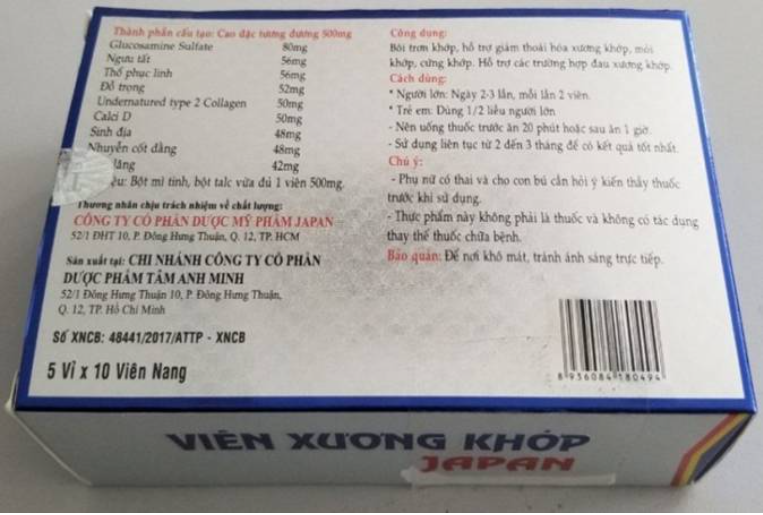 Thành phần cấu tạo: Cao đặc tương đương 500mg
Glucosamine Sulfate 80mg
Ngưu tất 56mg
Thổ phục linh 56mg
Đỗ trọng 52mg
Undernatured type 2 Collagen 50mg
Calci D 50mg
Sinh địa 48mg
Nhuyễn cốt đằng 48mg
42mg
Bột mì tinh, bột talc vừa đủ 1 viên 500mg.
Thương nhân chịu trách nhiệm về chất lượng:
CÔNG TY CỔ PHẦN DƯỢC MỸ PHẨM JAPAN
52/1 ĐHT 10, P. Đông Hưng Thuận, Q. 12, TP. HCM
Sản xuất tại: CHI NHÁNH CÔNG TY CỔ PHẦN
DƯỢC PHẨM TÂM ANH MINH
52/1 Đông Hưng Thuận 10, P. Đông Hưng Thuận,
Q. 12, TP. Hồ Chí Minh
Số XNCB: 48441/2017/ATTP - XNCB
5 Vỉ x 10 Viên Nang
Công dụng:
Bôi trơn khớp, hỗ trợ giảm thoái hóa xương khớp, mỏi
khớp, cứng khớp. Hỗ trợ các trường hợp đau xương khớp.
Cách dùng:
* Người lớn: Ngày 2-3 lần, mỗi lần 2 viên.
* Trẻ em: Dùng 1/2 liều người lớn
- Nên uống thuốc trước ăn 20 phút hoặc sau ăn 1 giờ.
- Sử dụng liên tục từ 2 đến 3 tháng để có kết quả tốt nhất.
Chú ý:
- Phụ nữ có thai và cho con bú cần hỏi ý kiến thầy thuốc
trước khi sử dụng.
- Thực phẩm này không phải là thuốc và không có tác dụng
thay thế thuốc chữa bệnh.
Bảo quản: Để nơi khô mát, tránh ánh sáng trực tiếp.
8 936084 180494
VIÊN XƯƠNG KHỚP
JAPAN